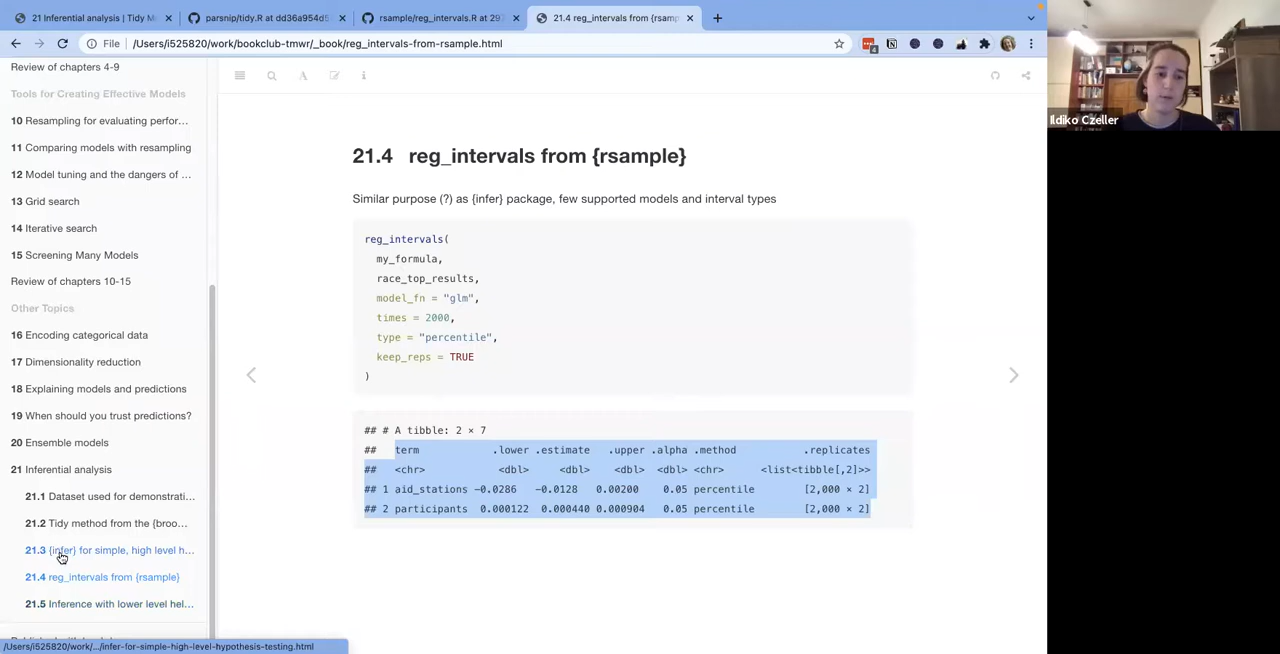 21 Inferential analysis | Tidy M
parsnip/tidy.R at dd36a954d5
rsample/reg_intervals.R at 297
21.4 reg_intervals from {rsamp
File
/Users/i525820/work/bookclub-tmwr/_book/reg_intervals-from-rsample.html
4
Review of chapters 4-9
Tools for Creating Effective Models
10 Resampling for evaluating perfor...
11 Comparing models with resampling
12 Model tuning and the dangers of ...
13 Grid search
14 Iterative search
15 Screening Many Models
Review of chapters 10-15
Other Topics
16 Encoding categorical data
17 Dimensionality reduction
18 Explaining models and predictions
19 When should you trust predictions?
20 Ensemble models
21 Inferential analysis
21.1 Dataset used for demonstrati...
21.2 Tidy method from the {broo...
21.3 {infer} for simple, high level h...
21.4 reg_intervals from {rsample}
21.5 Inference with lower level hel...
/Users/i525820/work/.../infer-for-simple-high-level-hypothesis-testing.html
21.4 reg_intervals from {rsample}
Similar purpose (?) as {infer} package, few supported models and interval types
reg_intervals(
my_formula,
race_top_results,
model_fn = "glm",
times = 2000,
type = "percentile",
keep_reps = TRUE
)
## # A tibble: 2 × 7
## term .lower .estimate .upper .alpha .method .replicates
## <chr> <dbl> <dbl> <dbl> <dbl> <chr> <list<tibble[,2]>>
## 1 aid_stations −0.0286 −0.0128 0.00200 0.05 percentile [2,000 × 2]
## 2 participants 0.000122 0.000440 0.000904 0.05 percentile [2,000 × 2]
Ildiko Czeller